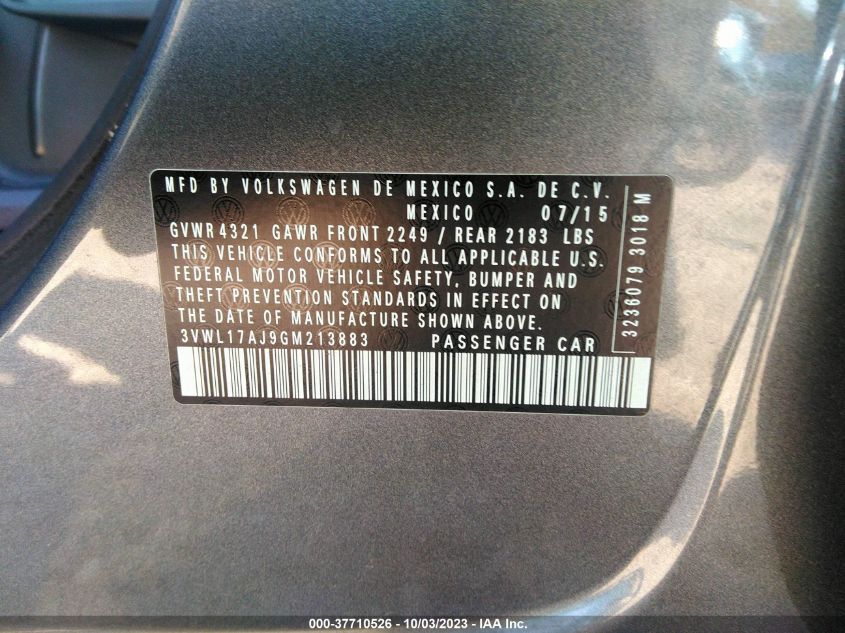 MFD BY VOLKSWAGEN DE MEXICO S.A. DE C.V.
MEXICO 07/15
GVWR 4321 GAWR FRONT 2249 / REAR 2183 LBS
THIS VEHICLE CONFORMS TO ALL APPLICABLE U.S.
FEDERAL MOTOR VEHICLE SAFETY, BUMPER AND
THEFT PREVENTION STANDARDS IN EFFECT ON
THE DATE OF MANUFACTURE SHOWN ABOVE.
3VWL17AJ9GM213883 PASSENGER CAR
3236079 3018 M
000-37710526 - 10/03/2023 - IAA Inc.